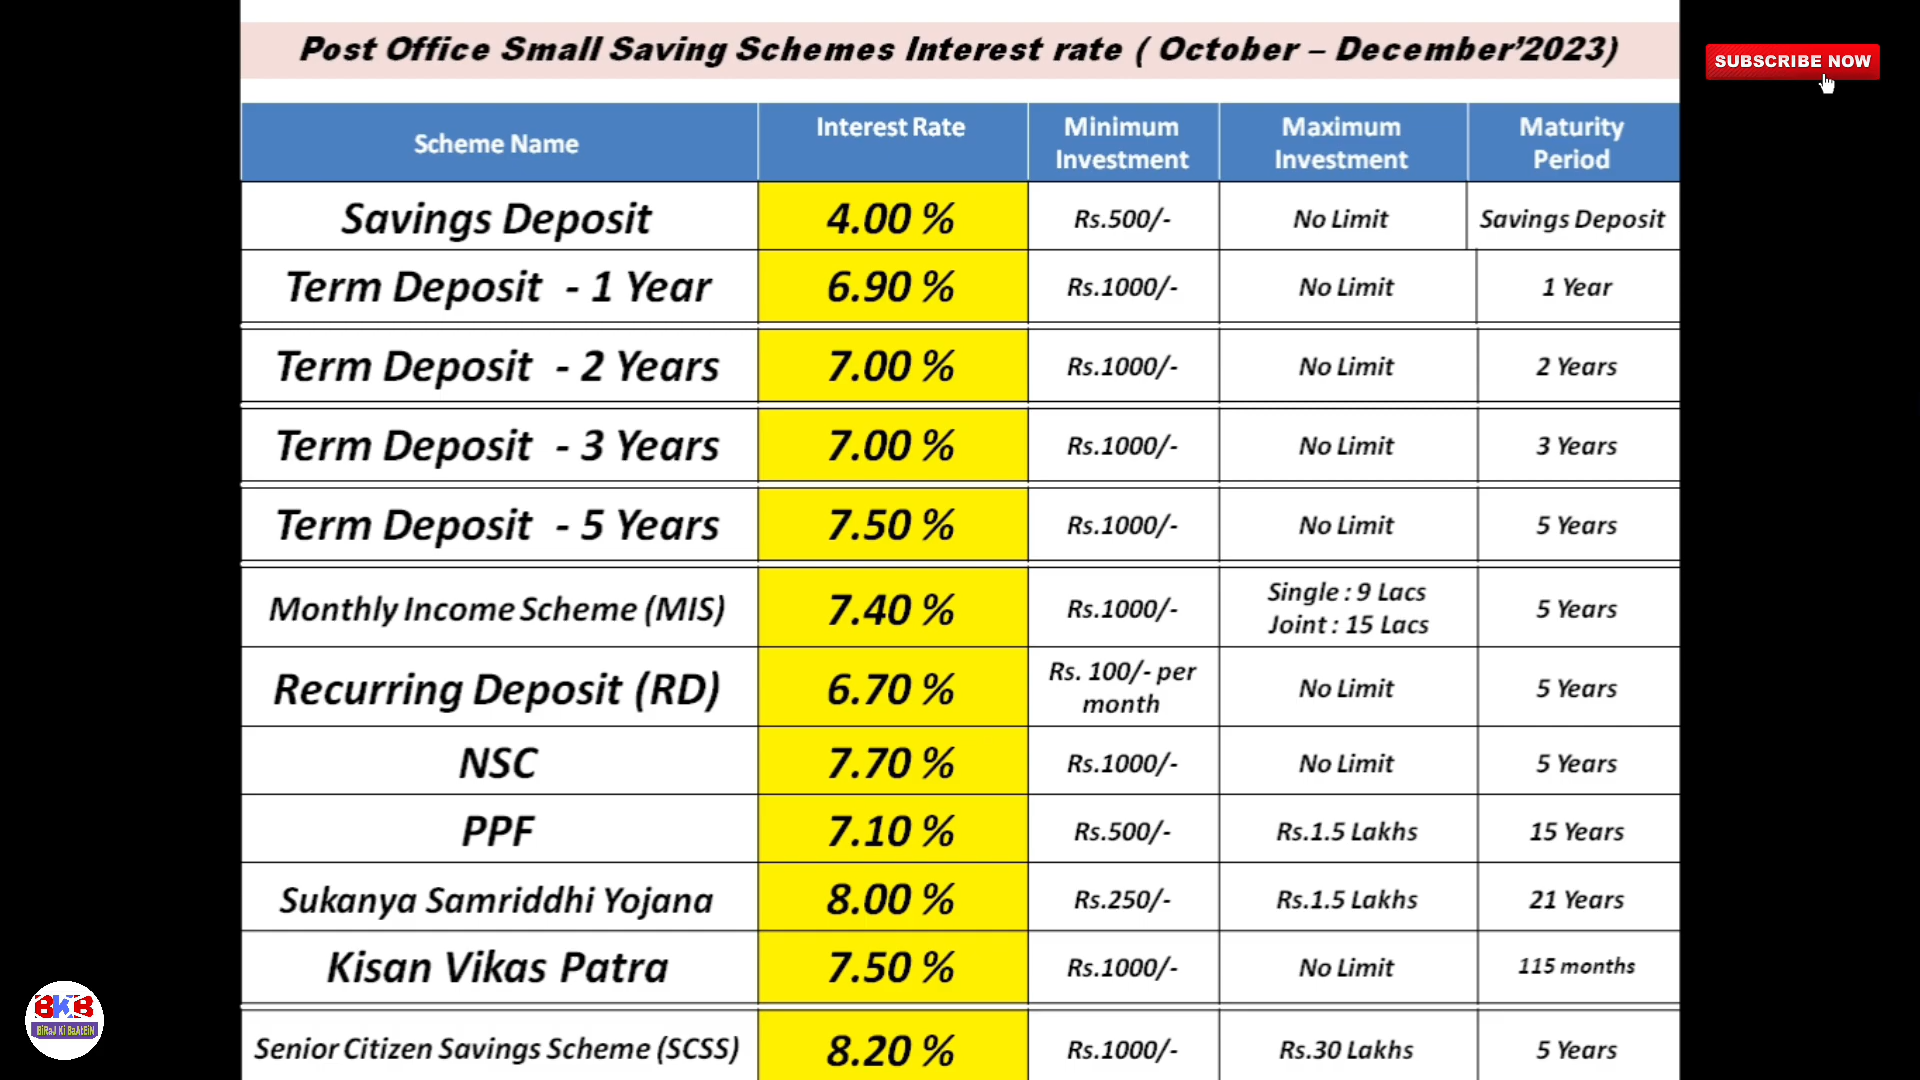 Post Office Small Saving Schemes Interest rate ( October – December’2023)
SUBSCRIBE NOW
Scheme Name Interest Rate Minimum Investment Maximum Investment Maturity Period
Savings Deposit 4.00 % Rs.500/- No Limit Savings Deposit
Term Deposit - 1 Year 6.90 % Rs.1000/- No Limit 1 Year
Term Deposit - 2 Years 7.00 % Rs.1000/- No Limit 2 Years
Term Deposit - 3 Years 7.00 % Rs.1000/- No Limit 3 Years
Term Deposit - 5 Years 7.50 % Rs.1000/- No Limit 5 Years
Monthly Income Scheme (MIS) 7.40 % Rs.1000/- Single : 9 Lacs Joint : 15 Lacs 5 Years
Recurring Deposit (RD) 6.70 % Rs. 100/- per month No Limit 5 Years
NSC 7.70 % Rs.1000/- No Limit 5 Years
PPF 7.10 % Rs.500/- Rs.1.5 Lakhs 15 Years
Sukanya Samriddhi Yojana 8.00 % Rs.250/- Rs.1.5 Lakhs 21 Years
Kisan Vikas Patra 7.50 % Rs.1000/- No Limit 115 months
Senior Citizen Savings Scheme (SCSS) 8.20 % Rs.1000/- Rs.30 Lakhs 5 Years
BKB
BiRaJ Ki BaAtEiN